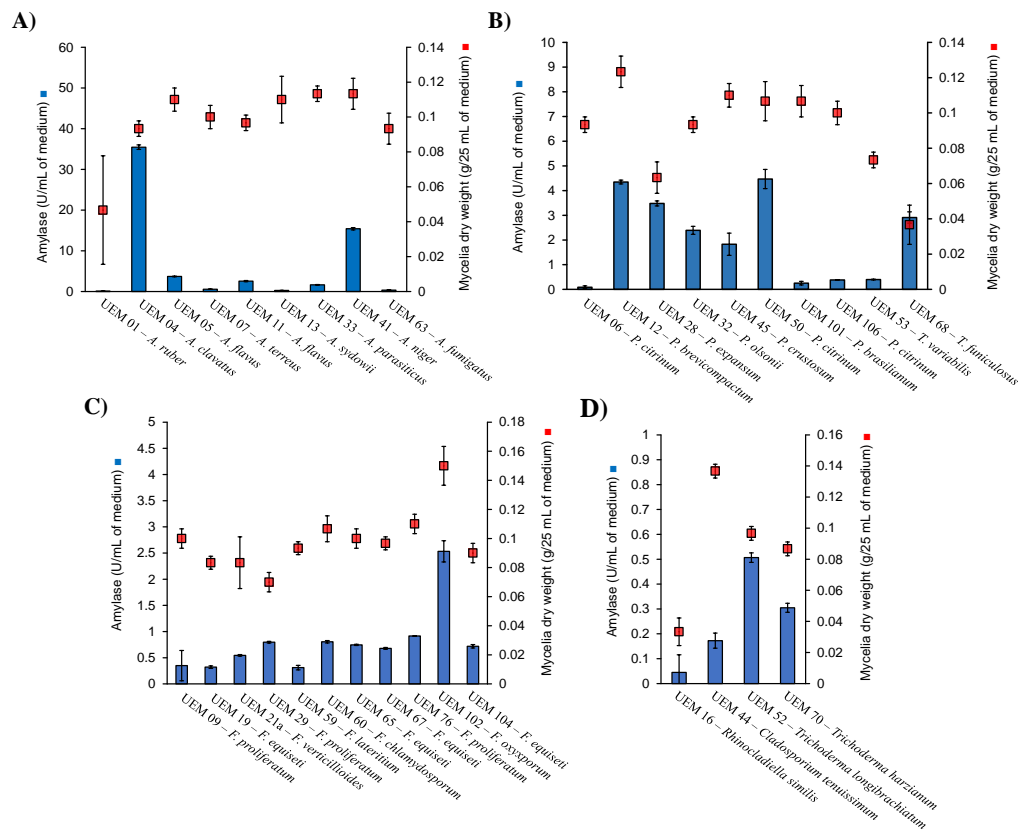 A)
Amylase (U/mL of medium)
60
50
40
30
20
10
0
0.14
0.12
0.1
0.08
0.06
0.04
0.02
0
Mycelia dry weight (g/25 mL of medium)
UEM 01 – A. ruber
UEM 04 – A. clavatus
UEM 05 – A. flavus
UEM 07 – A. terreus
UEM 11 – A. flavus
UEM 13 – A. sydowii
UEM 33 – A. parasiticus
UEM 41 – A. niger
UEM 63 – A. fumigatus
B)
Amylase (U/mL of medium)
10
9
8
7
6
5
4
3
2
1
0
0.14
0.12
0.1
0.08
0.06
0.04
0.02
0
Mycelia dry weight (g/25 mL of medium)
UEM 06 – P. citrinum
UEM 12 – P. brevicompactum
UEM 28 – P. expansum
UEM 32 – P. olsonii
UEM 45 – P. crustosum
UEM 50 – P. citrinum
UEM 101 – P. brasilianum
UEM 106 – P. citrinum
UEM 53 – T. variabilis
UEM 68 – T. funiculosus
C)
Amylase (U/mL of medium)
5
4.5
4
3.5
3
2.5
2
1.5
1
0.5
0
0.18
0.16
0.14
0.12
0.1
0.08
0.06
0.04
0.02
0
Mycelia dry weight (g/25 mL of medium)
UEM 09 – F. proliferatum
UEM 19 – F. equiseti
UEM 21a – F. verticillioides
UEM 29 – F. proliferatum
UEM 59 – F. lateritium
UEM 60 – F. chlamydosporum
UEM 65 – F. equiseti
UEM 67 – F. equiseti
UEM 76 – F. proliferatum
UEM 102 – F. oxysporum
UEM 104 – F. equiseti
D)
Amylase (U/mL of medium)
1
0.9
0.8
0.7
0.6
0.5
0.4
0.3
0.2
0.1
0
0.16
0.14
0.12
0.1
0.08
0.06
0.04
0.02
0
Mycelia dry weight (g/25 mL of medium)
UEM 16 – Rhinocladiella similis
UEM 44 – Cladosporium tenuissimum
UEM 52 – Trichoderma longibrachiatum
UEM 70 – Trichoderma harzianum